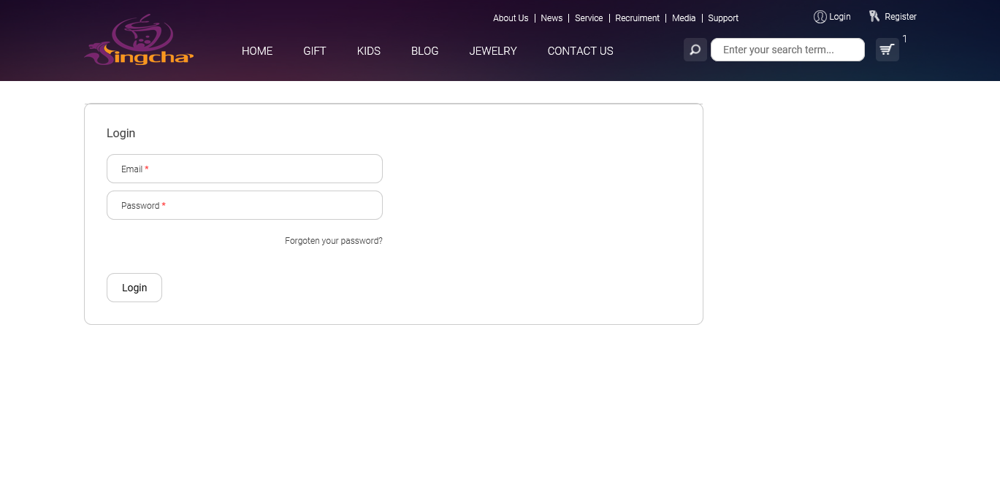 About Us | News | Service | Recruiment | Media | Support
Login
Register
Singcha
HOME GIFT KIDS BLOG JEWELRY CONTACT US
Enter your search term...
1
Login
Email *
Password *
Forgoten your password?
Login